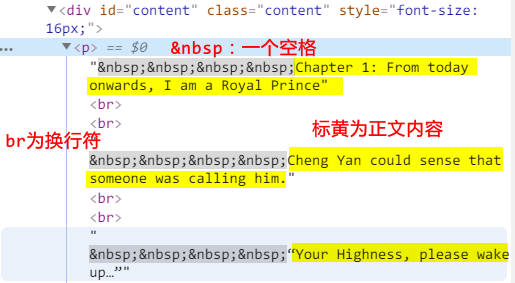 ▼<div id="content" class="content" style="font-size:
16px;">
••• ▼<p> == $0 &nbsp：一个空格
"&nbsp;&nbsp;&nbsp;&nbsp;Chapter 1: From today
onwards, I am a Royal Prince"
<br>
<br>
br为换行符 标黄为正文内容
&nbsp;&nbsp;&nbsp;&nbsp;Cheng Yan could sense that
someone was calling him."
<br>
<br>
"
&nbsp;&nbsp;&nbsp;&nbsp;“Your Highness, please wake
up…”"